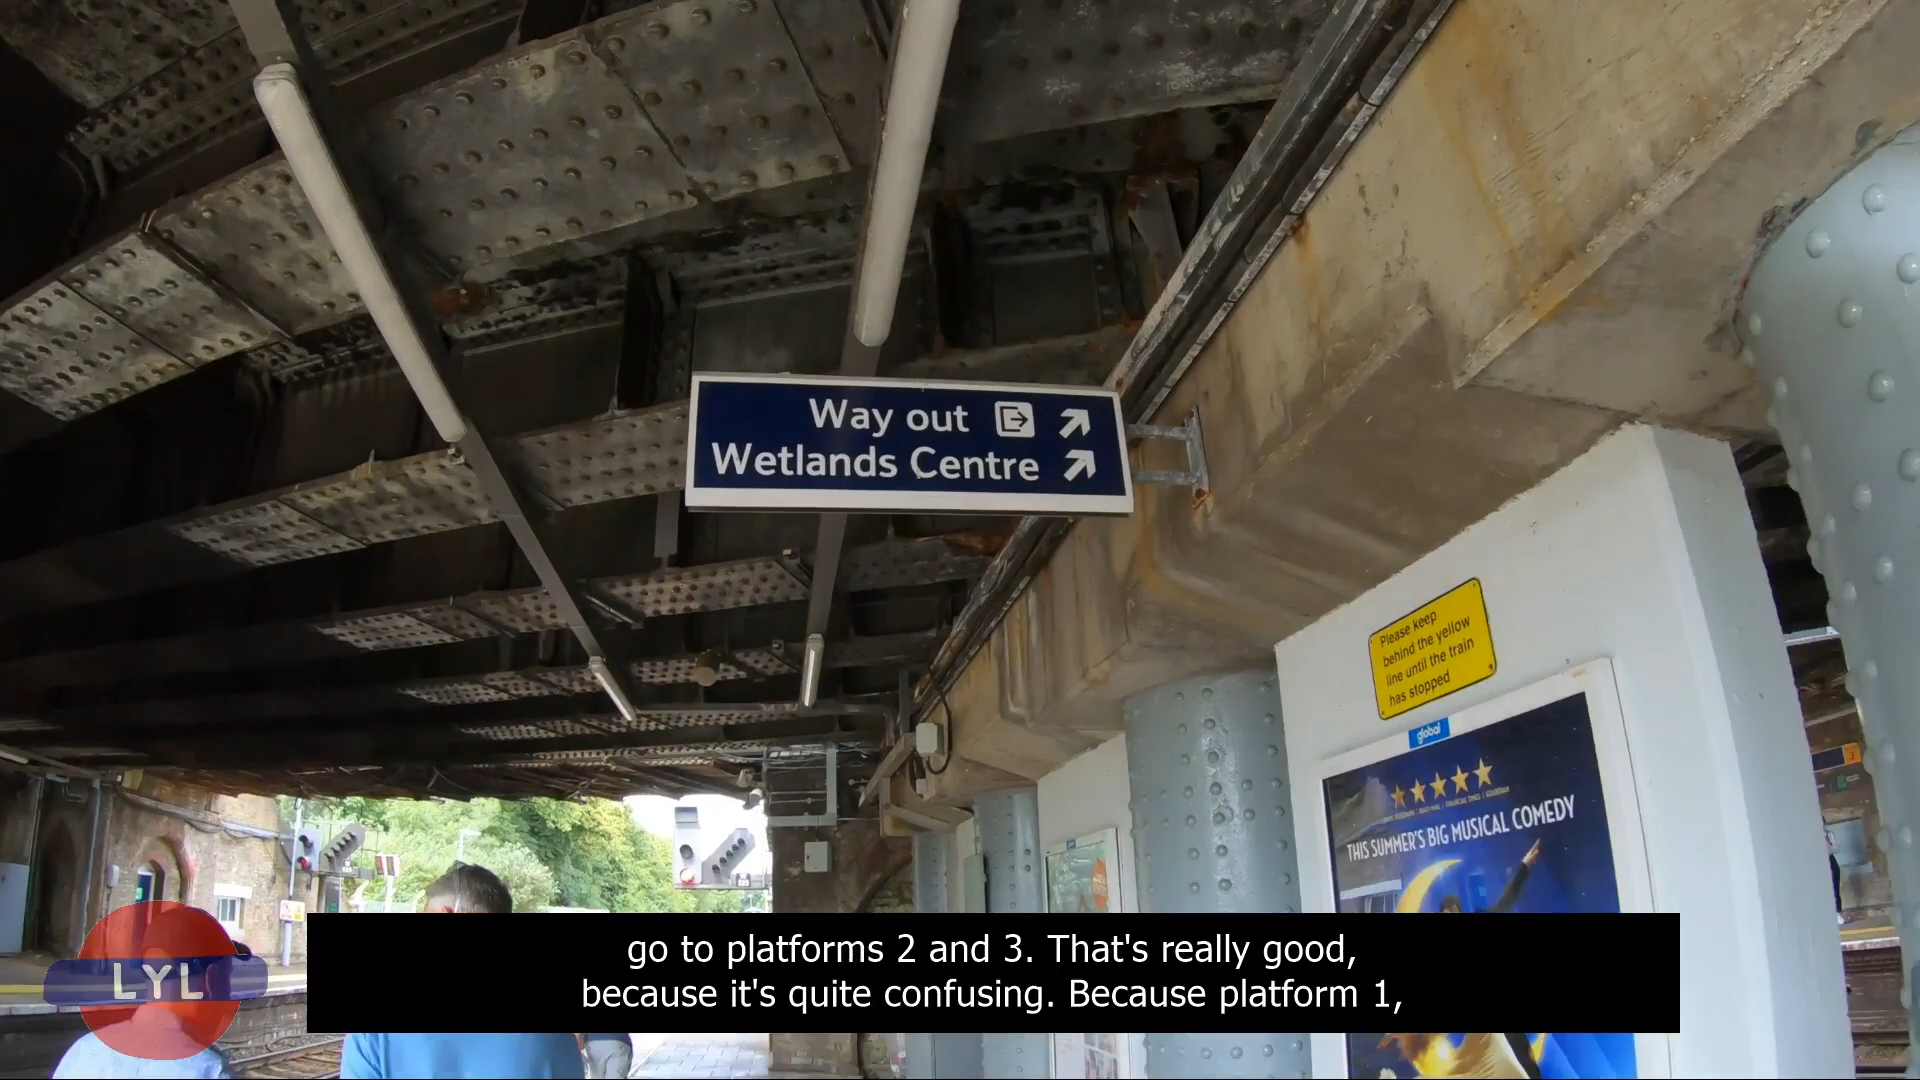 Way out
Wetlands Centre
Please keep
behind the yellow
line until the train
has stopped
global
THIS SUMMER'S BIG MUSICAL COMEDY
LYL
go to platforms 2 and 3. That's really good,
because it's quite confusing. Because platform 1,